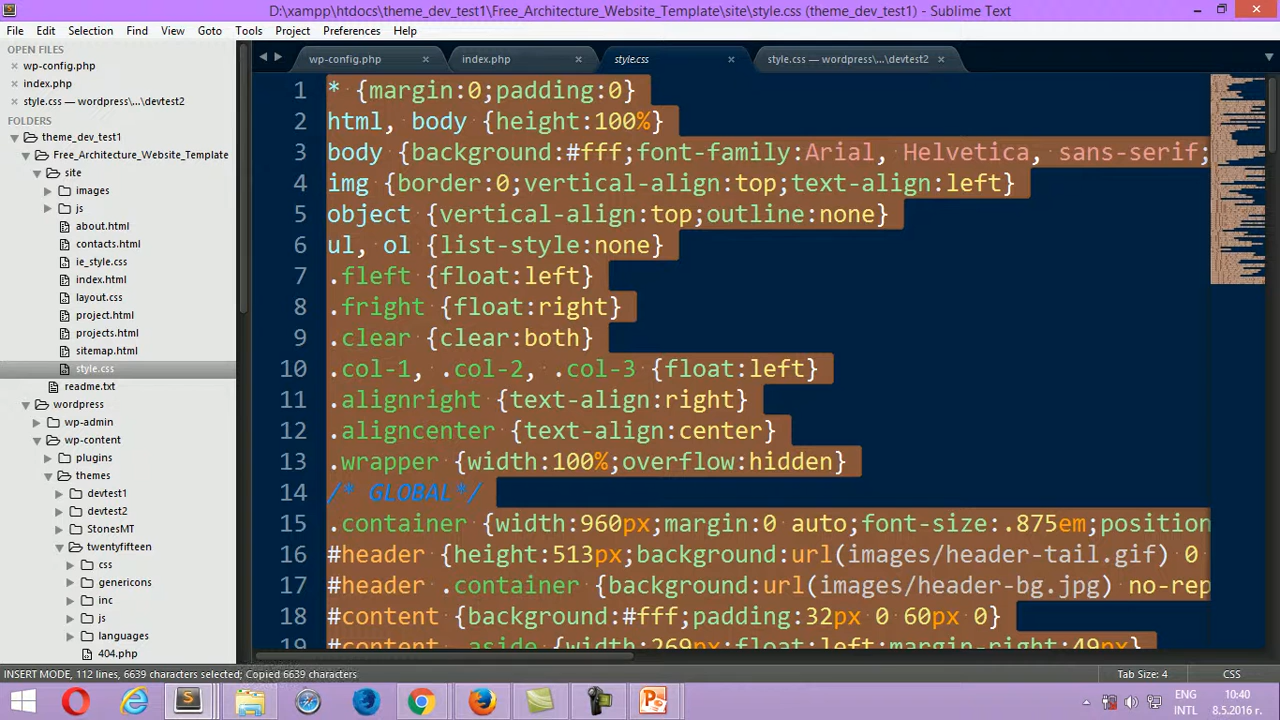 D:\xampp\htdocs\theme_dev_test1\Free_Architecture_Website_Template\site\style.css (theme_dev_test1) - Sublime Text
File Edit Selection Find View Goto Tools Project Preferences Help
OPEN FILES
wp-config.php
index.php
style.css — wordpress\...\devtest2
FOLDERS
theme_dev_test1
Free_Architecture_Website_Template
site
images
js
about.html
contacts.html
ie_style.css
index.html
layout.css
project.html
projects.html
sitemap.html
style.css
readme.txt
wordpress
wp-admin
wp-content
plugins
themes
devtest1
devtest2
StonesMT
twentyfifteen
css
genericons
inc
js
languages
404.php
wp-config.php index.php style.css style.css — wordpress\...\devtest2
1 * {margin:0;padding:0}
2 html, body {height:100%}
3 body {background:#fff;font-family:Arial, Helvetica, sans-serif;
4 img {border:0;vertical-align:top;text-align:left}
5 object {vertical-align:top;outline:none}
6 ul, ol {list-style:none}
7 .fleft {float:left}
8 .fright {float:right}
9 .clear {clear:both}
10 .col-1, .col-2, .col-3 {float:left}
11 .alignright {text-align:right}
12 .aligncenter {text-align:center}
13 .wrapper {width:100%;overflow:hidden}
14 /* GLOBAL*/
15 .container {width:960px;margin:0 auto;font-size:.875em;position
16 #header {height:513px;background:url(images/header-tail.gif) 0
17 #header .container {background:url(images/header-bg.jpg) no-rep
18 #content {background:#fff;padding:32px 0 60px 0}
19 #content .aside {width:269px;float:left;margin-right:49px}
INSERT MODE, 112 lines, 6639 characters selected; Copied 6639 characters Tab Size: 4 CSS
ENG 10:40
INTL 8.5.2016 г.